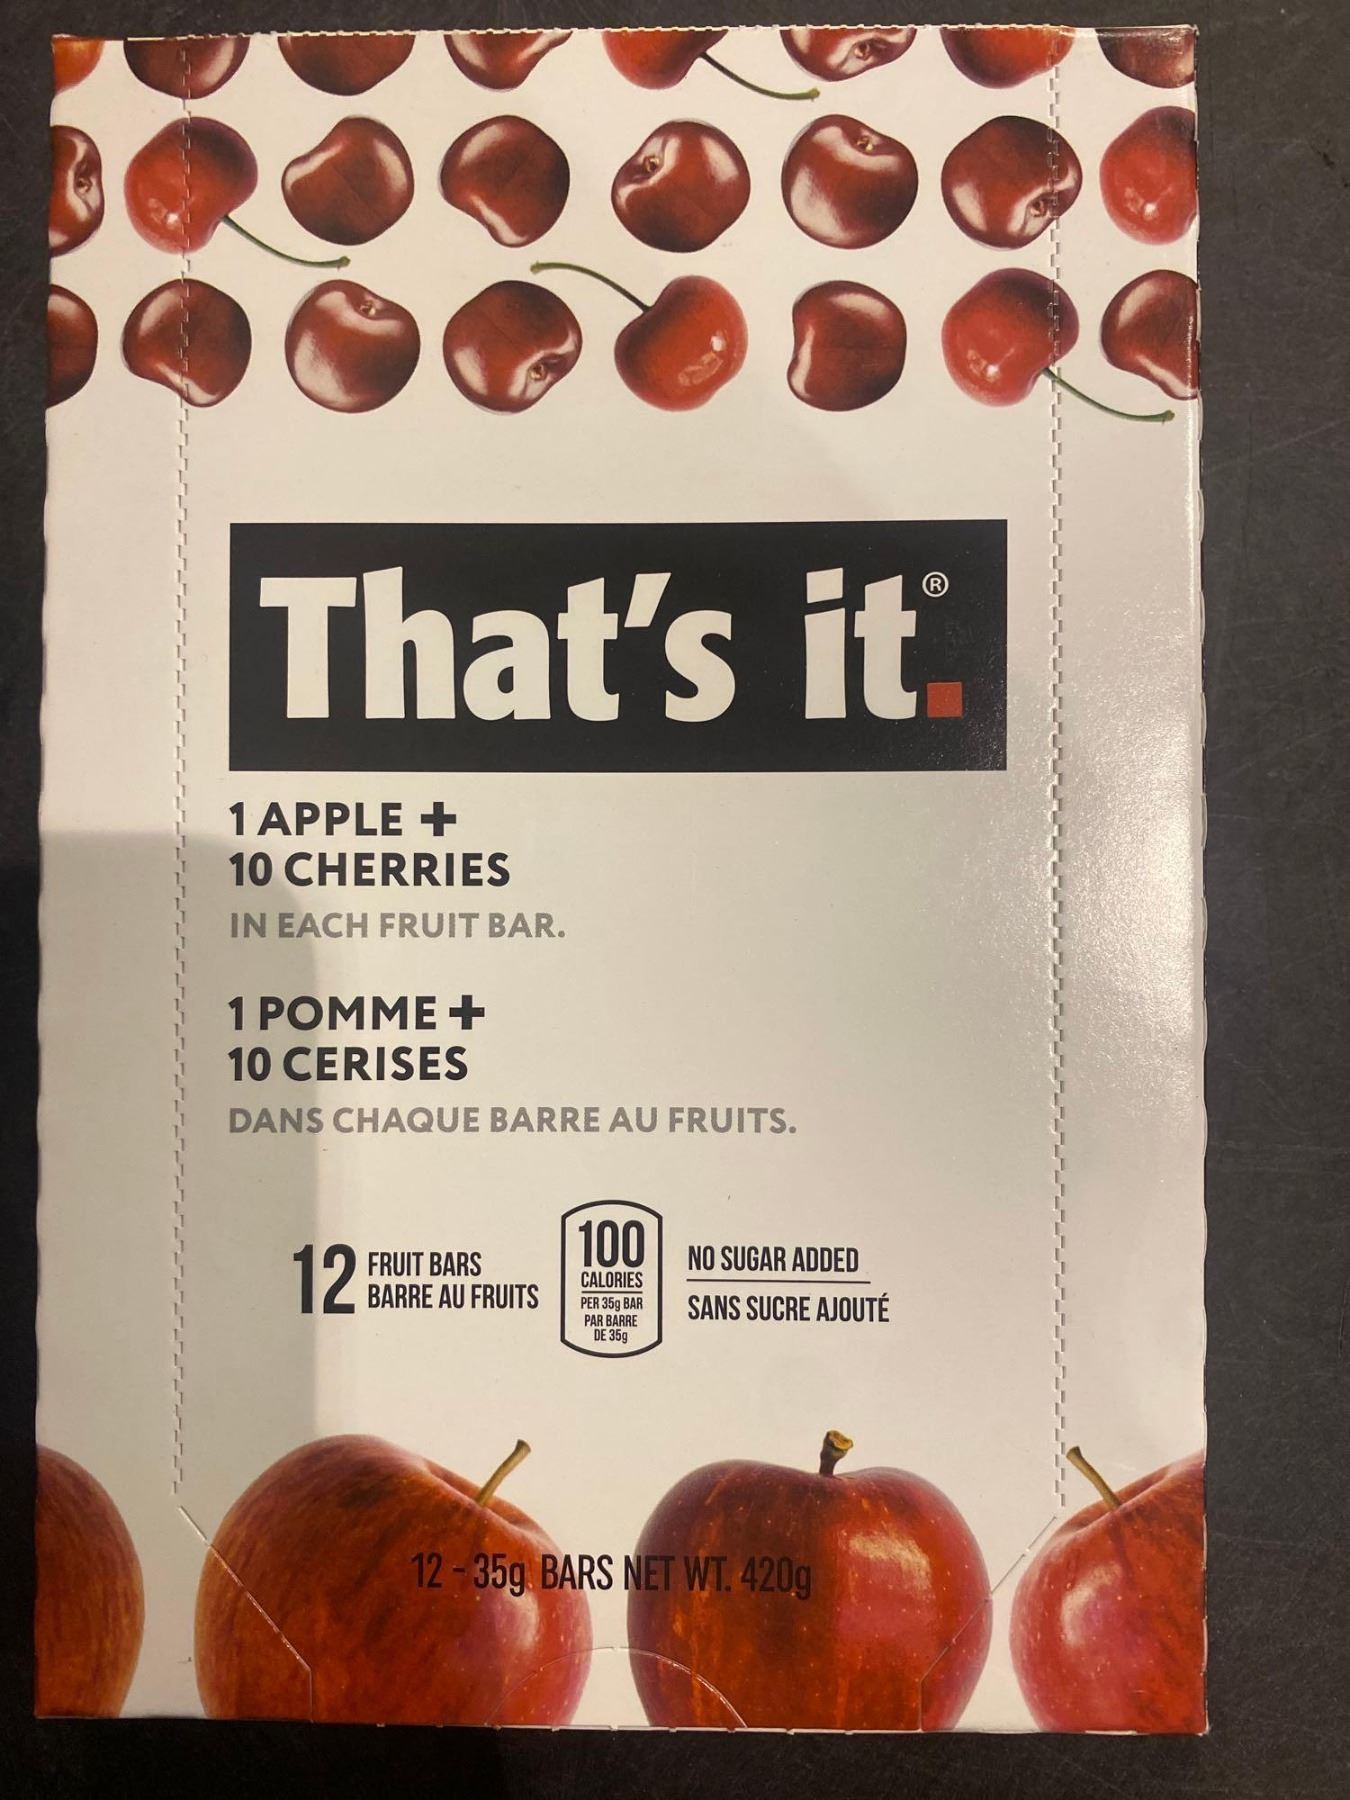 That's it.®
1 APPLE +
10 CHERRIES
IN EACH FRUIT BAR.
1 POMME +
10 CERISES
DANS CHAQUE BARRE AU FRUITS.
12 FRUIT BARS
BARRE AU FRUITS
100
CALORIES
PER 35g BAR
PAR BARRE
DE 35g
NO SUGAR ADDED
SANS SUCRE AJOUTÉ
12 - 35g BARS NET WT. 420g